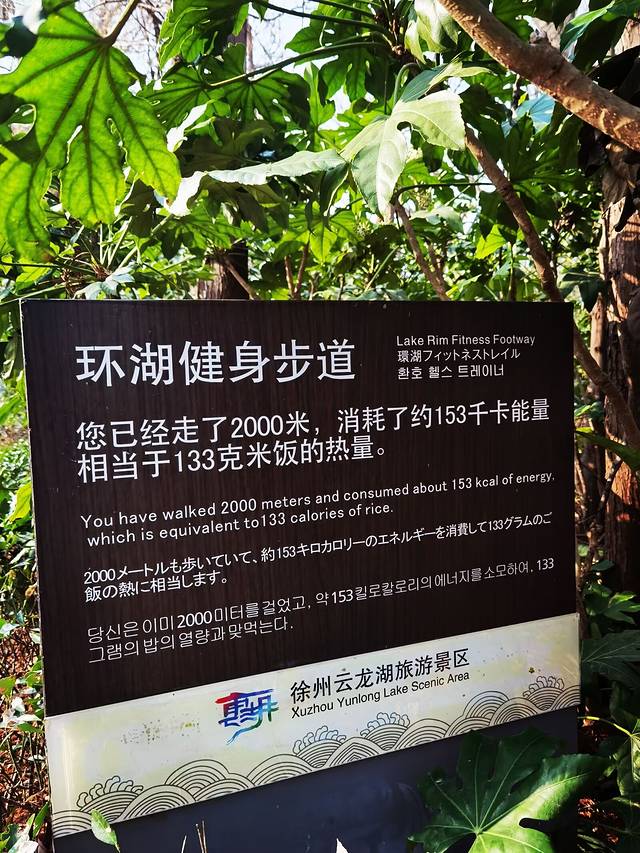 环湖健身步道
Lake Rim Fitness Footway
環湖フィットネストレイル
환호 헬스 트레이너
您已经走了2000米，消耗了约153千卡能量
相当于133克米饭的热量。
You have walked 2000 meters and consumed about 153 kcal of energy,
which is equivalent to133 calories of rice.
2000メートルも歩いていて、約153キロカロリーのエネルギーを消費して133グラムのご
飯の熱に相当します。
당신은 이미 2000미터를 걸었고, 약 153킬로칼로리의 에너지를 소모하여, 133
그램의 밥의 열량과 맞먹는다.
徐州云龙湖旅游景区
Xuzhou Yunlong Lake Scenic Area